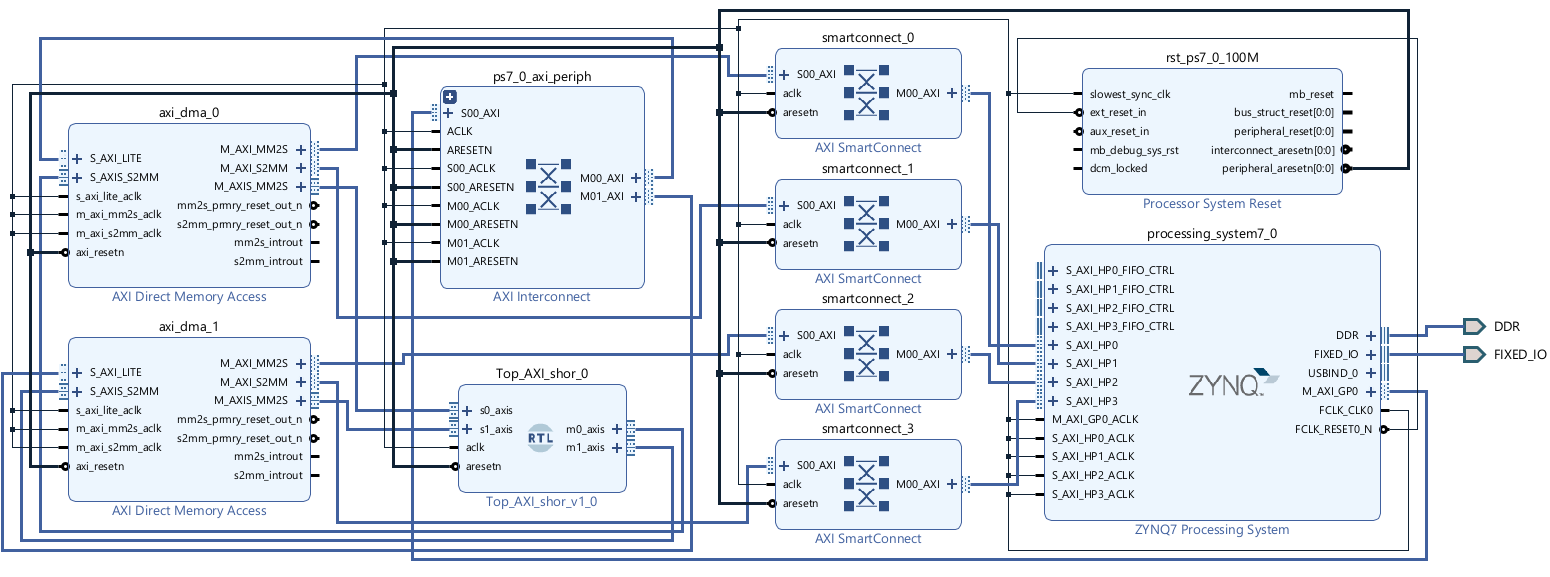 axi_dma_0
S_AXI_LITE
S_AXIS_S2MM
s_axi_lite_aclk
m_axi_mm2s_aclk
m_axi_s2mm_aclk
axi_resetn
M_AXI_MM2S
M_AXI_S2MM
M_AXIS_MM2S
mm2s_prmry_reset_out_n
s2mm_prmry_reset_out_n
mm2s_introut
s2mm_introut
AXI Direct Memory Access
axi_dma_1
S_AXI_LITE
S_AXIS_S2MM
s_axi_lite_aclk
m_axi_mm2s_aclk
m_axi_s2mm_aclk
axi_resetn
M_AXI_MM2S
M_AXI_S2MM
M_AXIS_MM2S
mm2s_prmry_reset_out_n
s2mm_prmry_reset_out_n
mm2s_introut
s2mm_introut
AXI Direct Memory Access
ps7_0_axi_periph
S00_AXI
ACLK
ARESETN
S00_ACLK
S00_ARESETN
M00_ACLK
M00_ARESETN
M01_ACLK
M01_ARESETN
M00_AXI
M01_AXI
AXI Interconnect
Top_AXI_shor_0
s0_axis
s1_axis
aclk
aresetn
RTL
m0_axis
m1_axis
Top_AXI_shor_v1_0
smartconnect_0
S00_AXI
aclk
aresetn
M00_AXI
AXI SmartConnect
smartconnect_1
S00_AXI
aclk
aresetn
M00_AXI
AXI SmartConnect
smartconnect_2
S00_AXI
aclk
aresetn
M00_AXI
AXI SmartConnect
smartconnect_3
S00_AXI
aclk
aresetn
M00_AXI
AXI SmartConnect
rst_ps7_0_100M
slowest_sync_clk
ext_reset_in
aux_reset_in
mb_debug_sys_rst
dcm_locked
mb_reset
bus_struct_reset[0:0]
peripheral_reset[0:0]
interconnect_aresetn[0:0]
peripheral_aresetn[0:0]
Processor System Reset
processing_system7_0
S_AXI_HP0_FIFO_CTRL
S_AXI_HP1_FIFO_CTRL
S_AXI_HP2_FIFO_CTRL
S_AXI_HP3_FIFO_CTRL
S_AXI_HP0
S_AXI_HP1
S_AXI_HP2
S_AXI_HP3
M_AXI_GP0_ACLK
S_AXI_HP0_ACLK
S_AXI_HP1_ACLK
S_AXI_HP2_ACLK
S_AXI_HP3_ACLK
ZYNQ
DDR
FIXED_IO
USBIND_0
M_AXI_GP0
FCLK_CLK0
FCLK_RESET0_N
ZYNQ7 Processing System
DDR
FIXED_IO